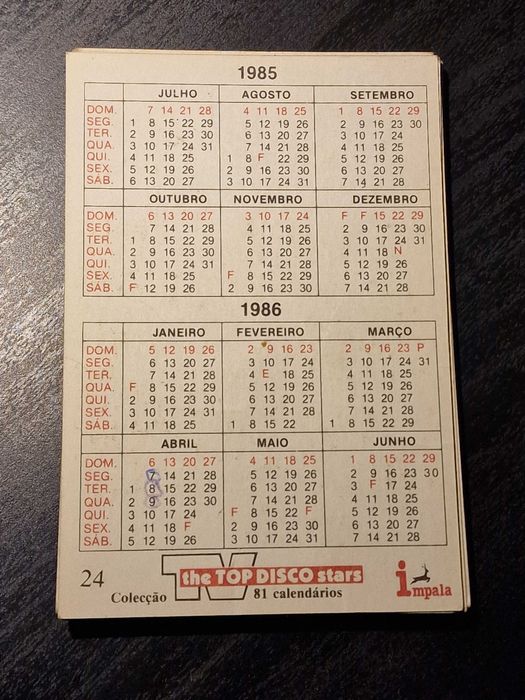 1985
JULHO AGOSTO SETEMBRO
DOM. 7 14 21 28 4 11 18 25 1 8 15 22 29
SEG. 1 8 15 22 29 5 12 19 26 2 9 16 23 30
TER. 2 9 16 23 30 6 13 20 27 3 10 17 24
QUA. 3 10 17 24 31 7 14 21 28 4 11 18 25
QUI. 4 11 18 25 1 8 F 22 29 5 12 19 26
SEX. 5 12 19 26 2 9 16 23 30 6 13 20 27
SÁB. 6 13 20 27 3 10 17 24 31 7 14 21 28
OUTUBRO NOVEMBRO DEZEMBRO
DOM. 6 13 20 27 3 10 17 24 F F 15 22 29
SEG. 7 14 21 28 4 11 18 25 2 9 16 23 30
TER. 1 8 15 22 29 5 12 19 26 3 10 17 24 31
QUA. 2 9 16 23 30 6 13 20 27 4 11 18 N
QUI. 3 10 17 24 31 7 14 21 28 5 12 19 26
SEX. 4 11 18 25 F 8 15 22 29 6 13 20 27
SÁB. F 12 19 26 2 9 16 23 30 7 14 21 28
1986
JANEIRO FEVEREIRO MARÇO
DOM. 5 12 19 26 2 9 16 23 2 9 16 23 P
SEG. 6 13 20 27 3 10 17 24 3 10 17 24 31
TER. 7 14 21 28 4 E 18 25 4 11 18 25
QUA. F 8 15 22 29 5 12 19 26 5 12 19 26
QUI. 2 9 16 23 30 6 13 20 27 6 13 20 27
SEX. 3 10 17 24 31 7 14 21 28 7 14 21 28
SÁB. 4 11 18 25 1 8 15 22 1 8 15 22 29
ABRIL MAIO JUNHO
DOM. 6 13 20 27 4 11 18 25 1 8 15 22 29
SEG. 7 14 21 28 5 12 19 26 2 9 16 23 30
TER. 1 8 15 22 29 6 13 20 27 3 F 17 24
QUA. 2 9 16 23 30 7 14 21 28 4 11 18 25
QUI. 3 10 17 24 F 8 15 22 F 5 12 19 26
SEX. 4 11 18 F 2 9 16 23 30 6 13 20 27
SÁB. 5 12 19 26 3 10 17 24 31 7 14 21 28
24 TV the TOP DISCO stars impala
Colecção 81 calendários